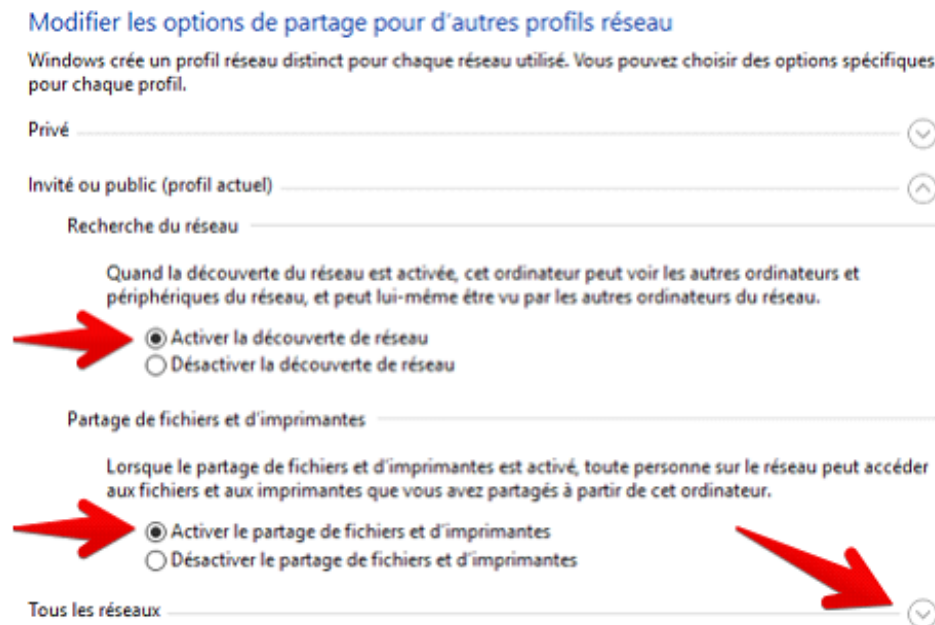 Modifier les options de partage pour d'autres profils réseau
Windows crée un profil réseau distinct pour chaque réseau utilisé. Vous pouvez choisir des options spécifiques
pour chaque profil.
Privé
Invité ou public (profil actuel)
Recherche du réseau
Quand la découverte du réseau est activée, cet ordinateur peut voir les autres ordinateurs et
périphériques du réseau, et peut lui-même être vu par les autres ordinateurs du réseau.
Activer la découverte de réseau
Désactiver la découverte de réseau
Partage de fichiers et d'imprimantes
Lorsque le partage de fichiers et d'imprimantes est activé, toute personne sur le réseau peut accéder
aux fichiers et aux imprimantes que vous avez partagés à partir de cet ordinateur.
Activer le partage de fichiers et d'imprimantes
Désactiver le partage de fichiers et d'imprimantes
Tous les réseaux